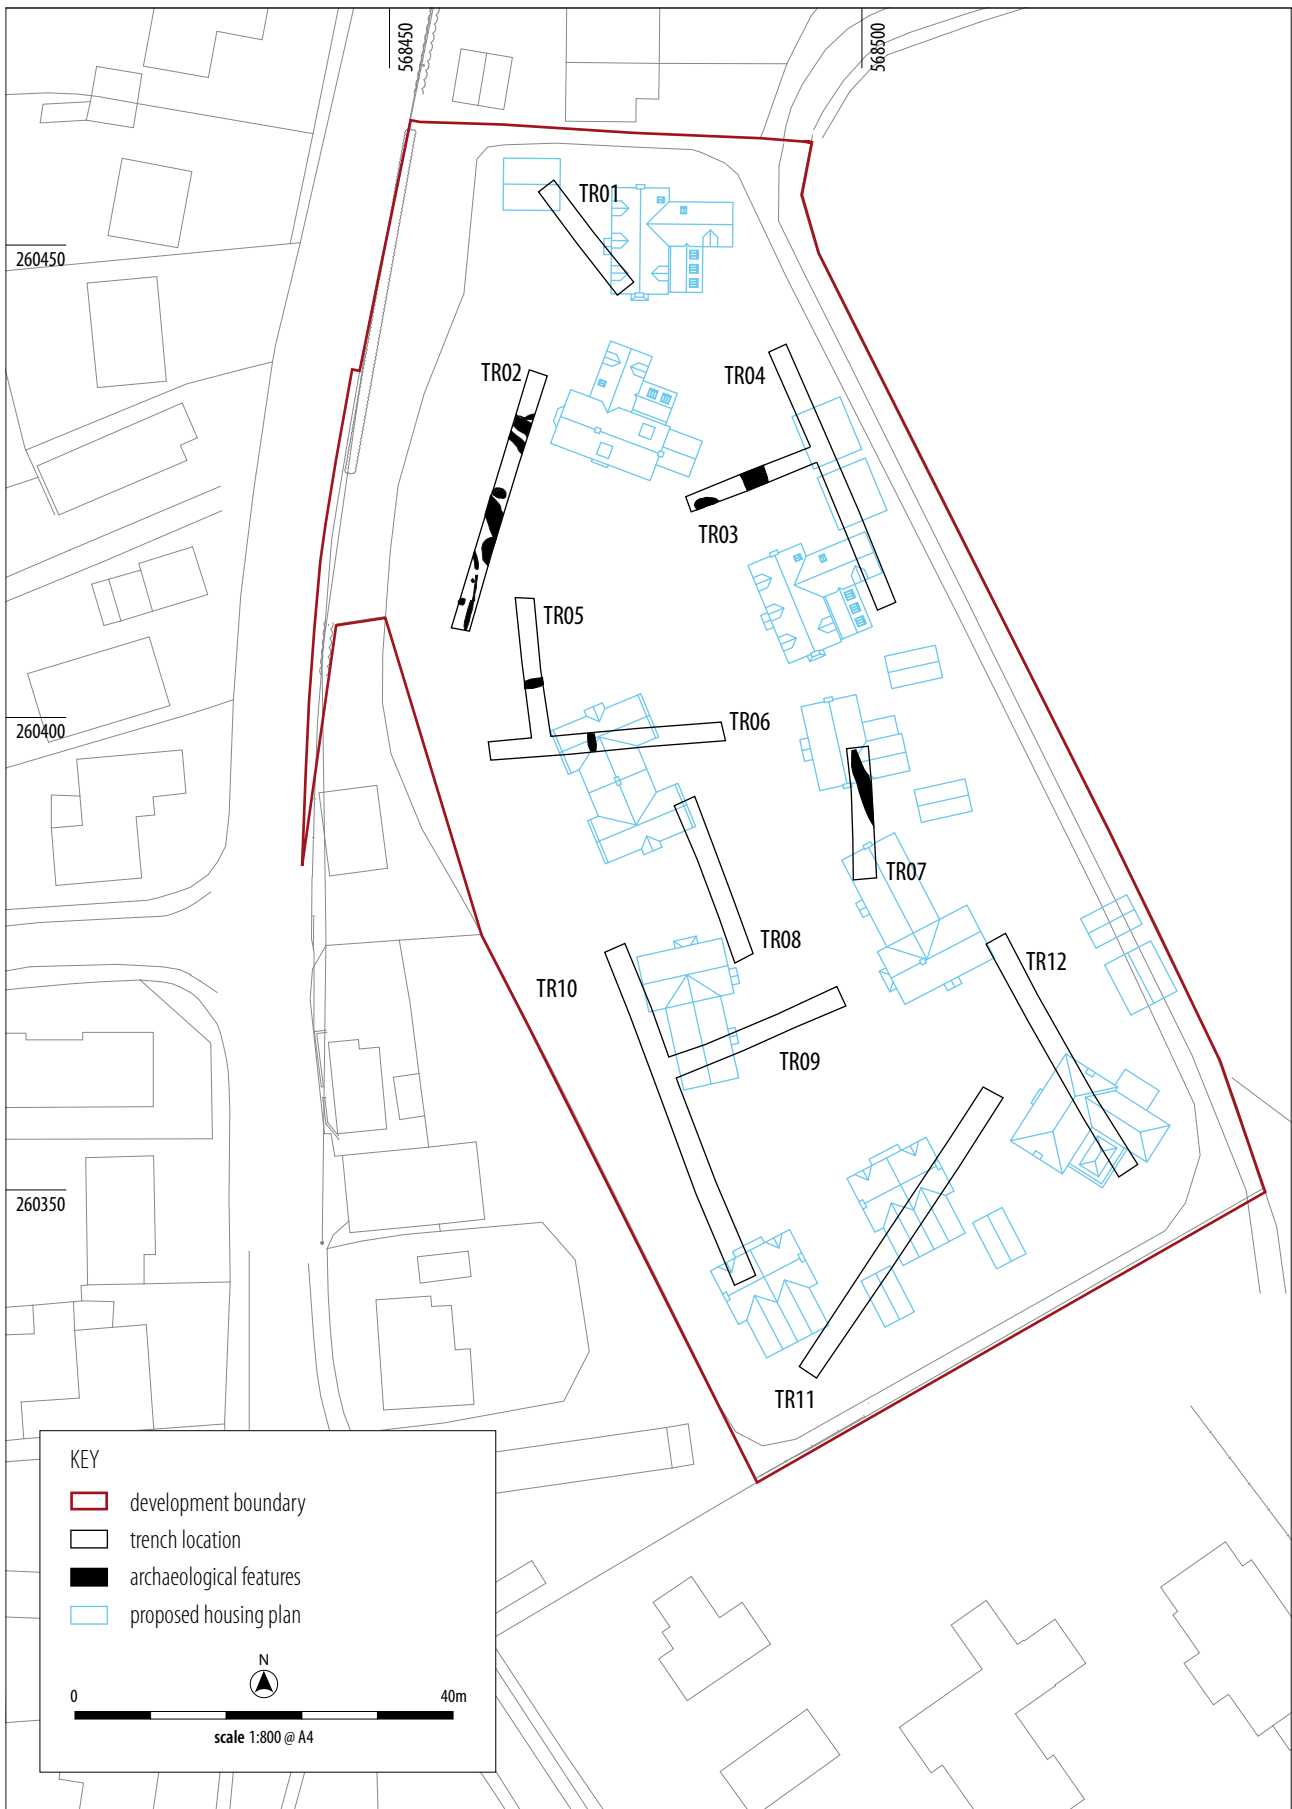 568450
568500
TR01
260450
TR02
TR04
TR03
TR05
TR06
260400
TR07
TR08
TR12
TR10
TR09
260350
TR11
KEY
development boundary
trench location
archaeological features
proposed housing plan
N
0 40m
scale 1:800 @ A4